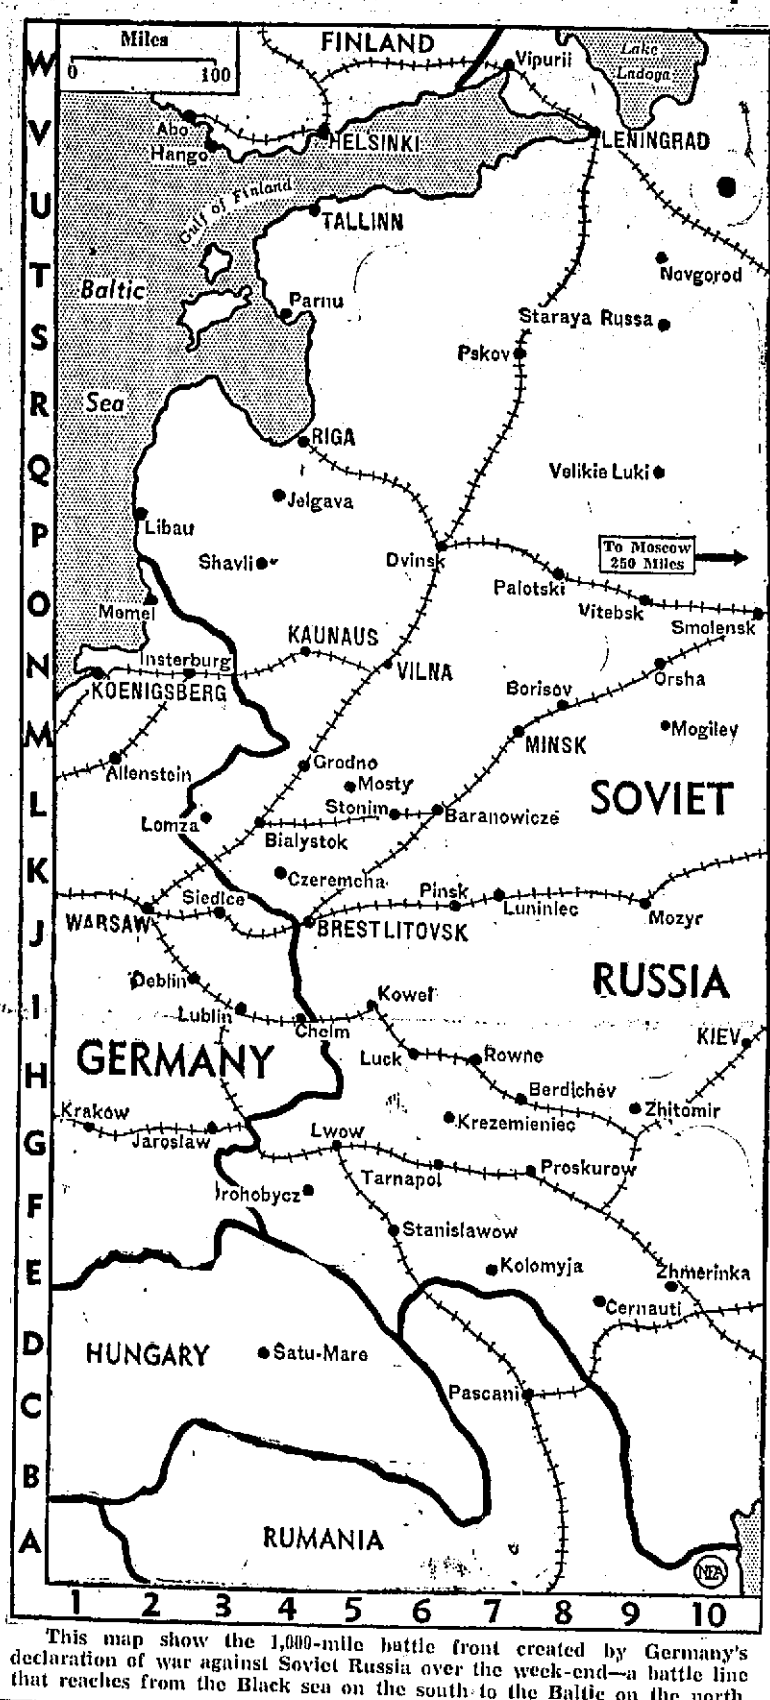 Miles
0 100
FINLAND
Vipurii
Lake
Ladoga
W
Abo
HELSINKI
LENINGRAD
V
Hango
Gulf of Finland
U
TALLINN
T
Novgorod
Baltic
Parnu
Staraya Russa
S
Pskov
R
Sea
RIGA
Q
Velikie Luki
Jelgava
Libau
P
Shavli
Dvinsk
To Moscow
250 Miles
Palotski
O
Memel
Vitebsk
Smolensk
KAUNAUS
N
Insterburg
VILNA
Orsha
KOENIGSBERG
Borisov
M
MINSK
Mogilev
Allenstein
Grodno
Mosty
SOVIET
L
Lomza
Stonim
Baranowicze
Bialystok
K
Czeremcha
Siedlce
Pinsk
Luniniec
Mozyr
WARSAW
BRESTLITOVSK
J
Deblin
RUSSIA
I
Lublin
Kowel
Chelm
KIEV
GERMANY
Luck
Rowne
H
Berdichev
Zhitomir
Krakow
Krezemieniec
G
Jaroslaw
Lwow
Tarnapol
Proskurow
F
Drohobycz
Stanislawow
E
Kolomyja
Zhmerinka
Cernauti
D
HUNGARY
Satu-Mare
C
Pascani
B
A
RUMANIA
NEA
1 2 3 4 5 6 7 8 9 10
This map show the 1,000-mile battle front created by Germany's
declaration of war against Soviet Russia over the week-end—a battle line
that reaches from the Black sea on the south to the Baltic on the north